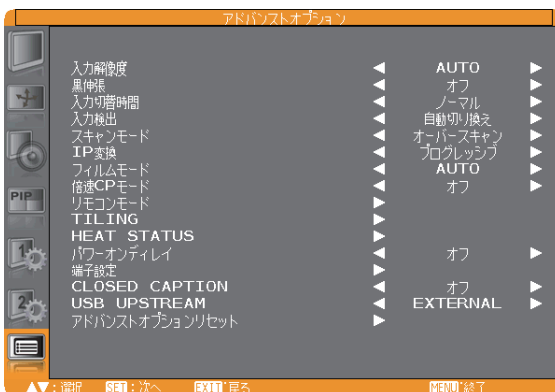 アドバンストオプション
入力解像度 ◀ AUTO ▶
黒伸張 ◀ オフ ▶
入力切替時間 ◀ ノーマル ▶
入力検出 ◀ 自動切り換え ▶
スキャンモード ◀ オーバースキャン ▶
IP変換 ◀ プログレッシブ ▶
フィルムモード ◀ AUTO ▶
倍速CPモード ◀ オフ ▶
リモコンモード ▶
TILING ▶
HEAT STATUS ▶
パワーオンディレイ ◀ オフ ▶
端子設定 ▶
CLOSED CAPTION ◀ オフ ▶
USB UPSTREAM ◀ EXTERNAL ▶
アドバンストオプションリセット ▶
PIP
1
2
▲▼:選択 SET:次へ EXIT:戻る MENU:終了